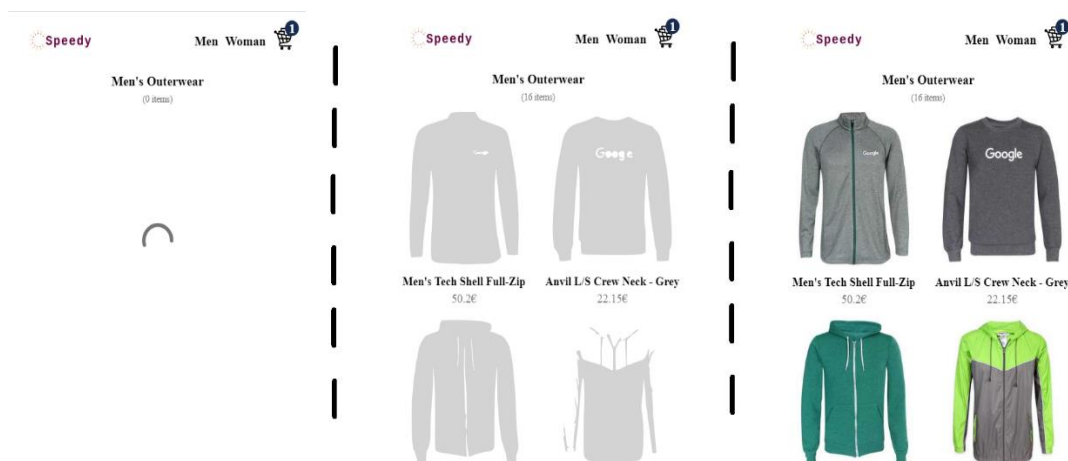 Speedy
Men Woman
1
Men's Outerwear
(0 items)
Speedy
Men Woman
1
Men's Outerwear
(16 items)
Googe
Men's Tech Shell Full-Zip
50.2€
Anvil L/S Crew Neck - Grey
22.15€
Speedy
Men Woman
1
Men's Outerwear
(16 items)
Google
Google
Men's Tech Shell Full-Zip
50.2€
Anvil L/S Crew Neck - Grey
22.15€